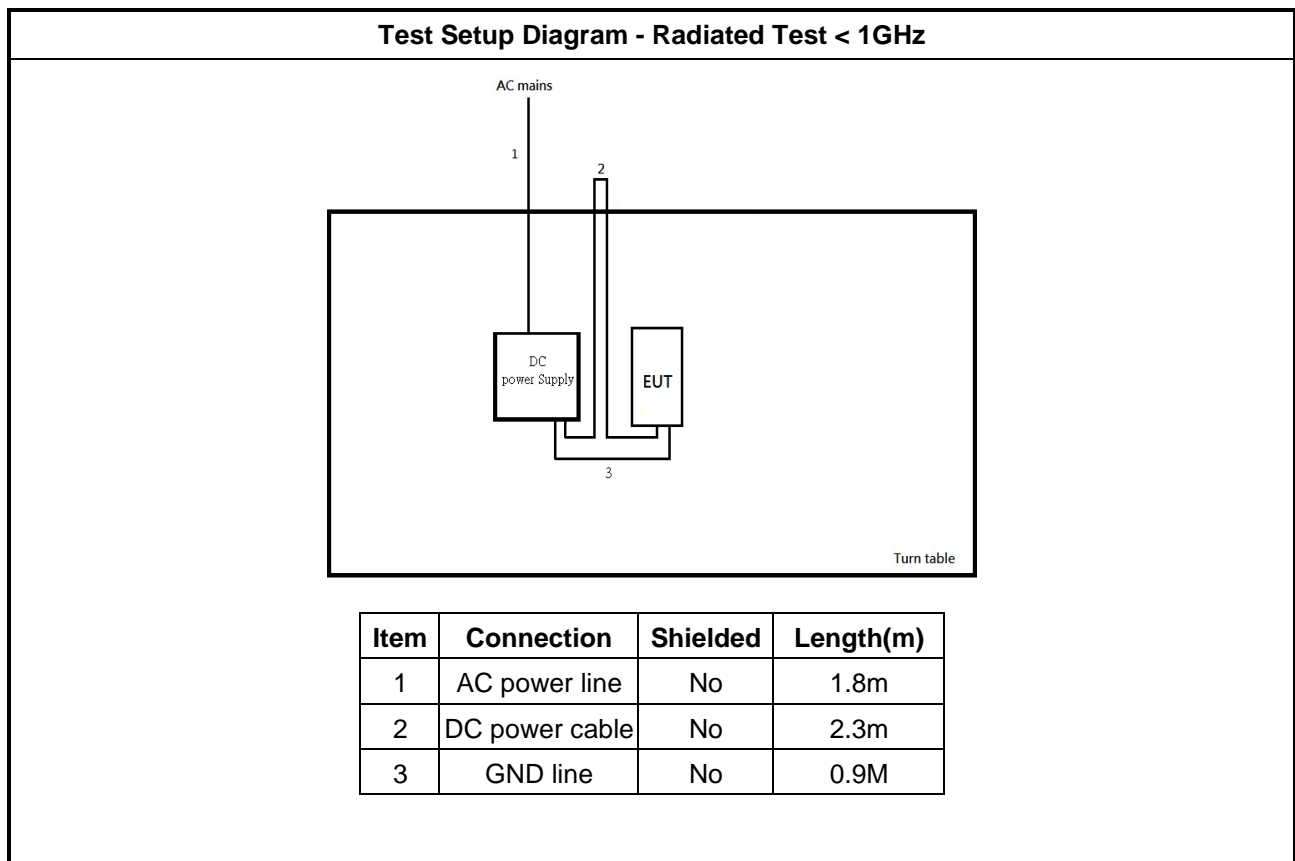 Test Setup Diagram - Radiated Test < 1GHz
AC mains
1
2
DC
power Supply
EUT
3
Turn table
Item Connection Shielded Length(m)
1 AC power line No 1.8m
2 DC power cable No 2.3m
3 GND line No 0.9M